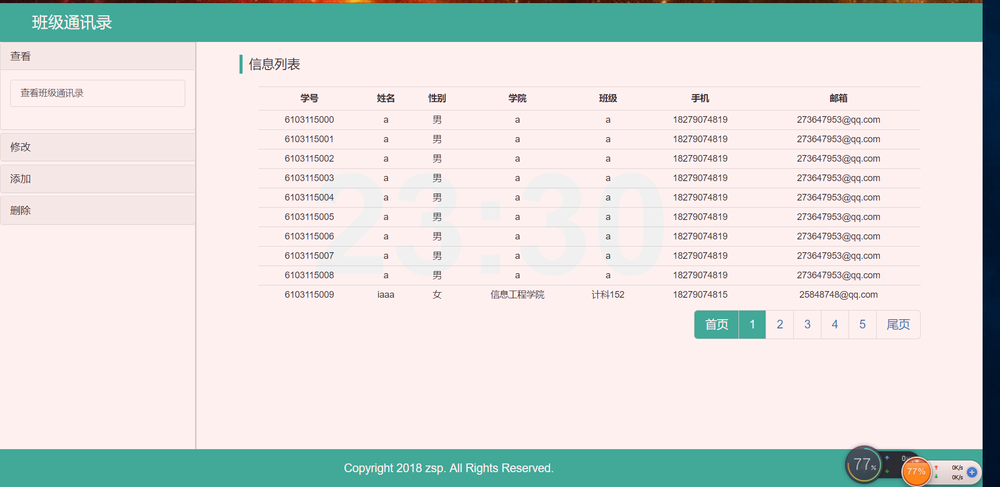 班级通讯录
查看
查看班级通讯录
修改
添加
删除
信息列表
学号 姓名 性别 学院 班级 手机 邮箱
6103115000 a 男 a a 18279074819 273647953@qq.com
6103115001 a 男 a a 18279074819 273647953@qq.com
6103115002 a 男 a a 18279074819 273647953@qq.com
6103115003 a 男 a a 18279074819 273647953@qq.com
6103115004 a 男 a a 18279074819 273647953@qq.com
6103115005 a 男 a a 18279074819 273647953@qq.com
6103115006 a 男 a a 18279074819 273647953@qq.com
6103115007 a 男 a a 18279074819 273647953@qq.com
6103115008 a 男 a a 18279074819 273647953@qq.com
6103115009 iaaa 女 信息工程学院 计科152 18279074815 25848748@qq.com
23:30
首页 1 2 3 4 5 尾页
Copyright 2018 zsp. All Rights Reserved.
77%
77%
0K/s
0K/s